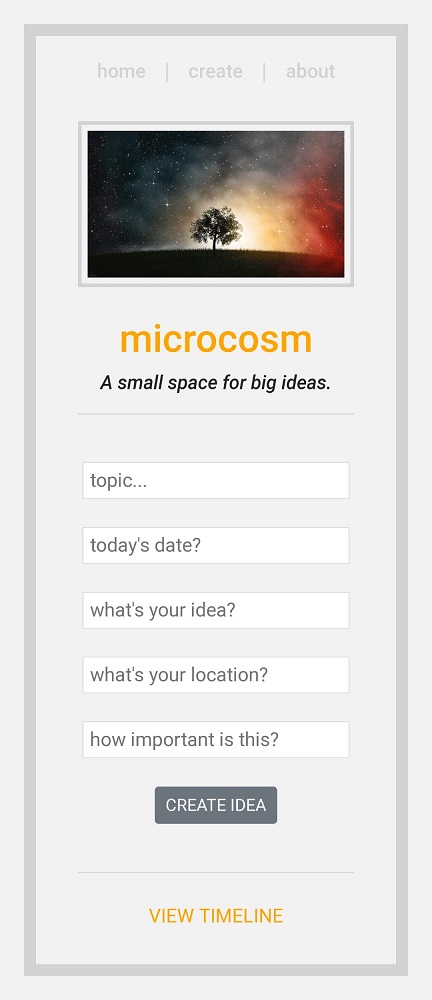 home | create | about
microcosm
A small space for big ideas.
topic...
today's date?
what's your idea?
what's your location?
how important is this?
CREATE IDEA
VIEW TIMELINE